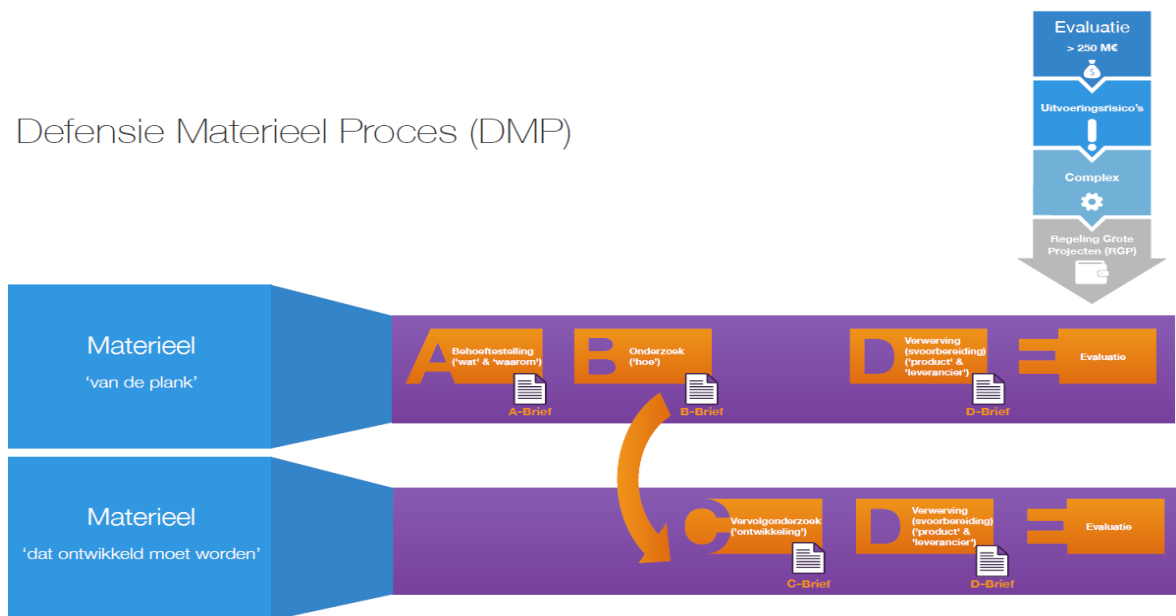 Evaluatie
> 250 M€
$
Uitvoeringsrisico's
!
Complex
Regeling Grote
Projecten (RGP)
Defensie Materieel Proces (DMP)
Materieel
'van de plank'
A
Behoeftestelling
('wat' & 'waarom')
A-Brief
B
Onderzoek
('hoe')
B-Brief
D
Verwerving
(svoorbereiding)
('product' &
'leverancier')
D-Brief
E
Evaluatie
Materieel
'dat ontwikkeld moet worden'
C
Vervolgonderzoek
('ontwikkeling')
C-Brief
D
Verwerving
(svoorbereiding)
('product' &
'leverancier')
D-Brief
E
Evaluatie